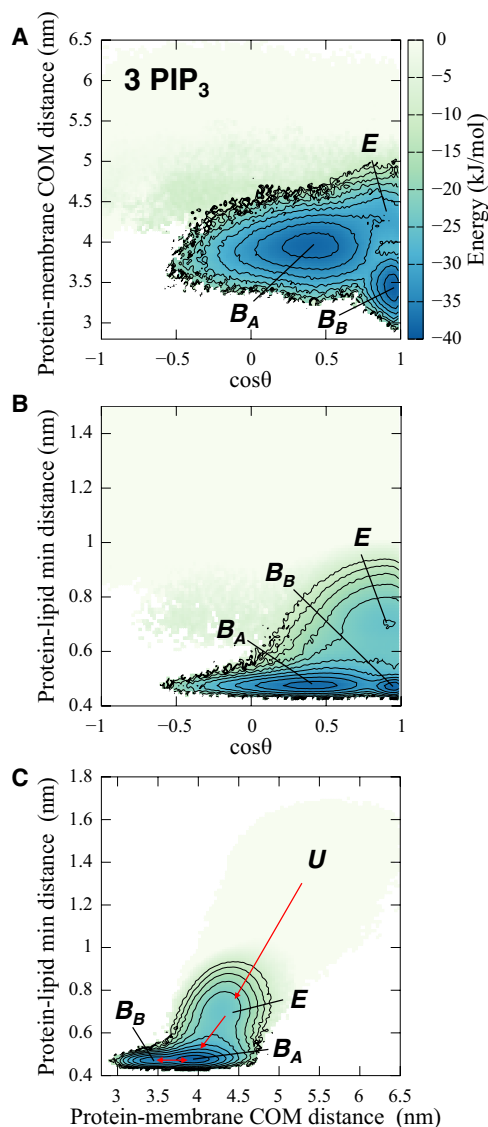 A
Protein-membrane COM distance (nm)
6.5
6
5.5
5
4.5
4
3.5
3
3 PIP3
E
BA
BB
−1
−0.5
0
0.5
1
cosθ
0
−5
−10
−15
−20
−25
−30
−35
−40
Energy (kJ/mol)
B
Protein-lipid min distance (nm)
1.4
1.2
1
0.8
0.6
0.4
E
BB
BA
−1
−0.5
0
0.5
1
cosθ
C
Protein-lipid min distance (nm)
1.8
1.6
1.4
1.2
1
0.8
0.6
0.4
U
E
BB
BA
3
3.5
4
4.5
5
5.5
6
6.5
Protein-membrane COM distance (nm)